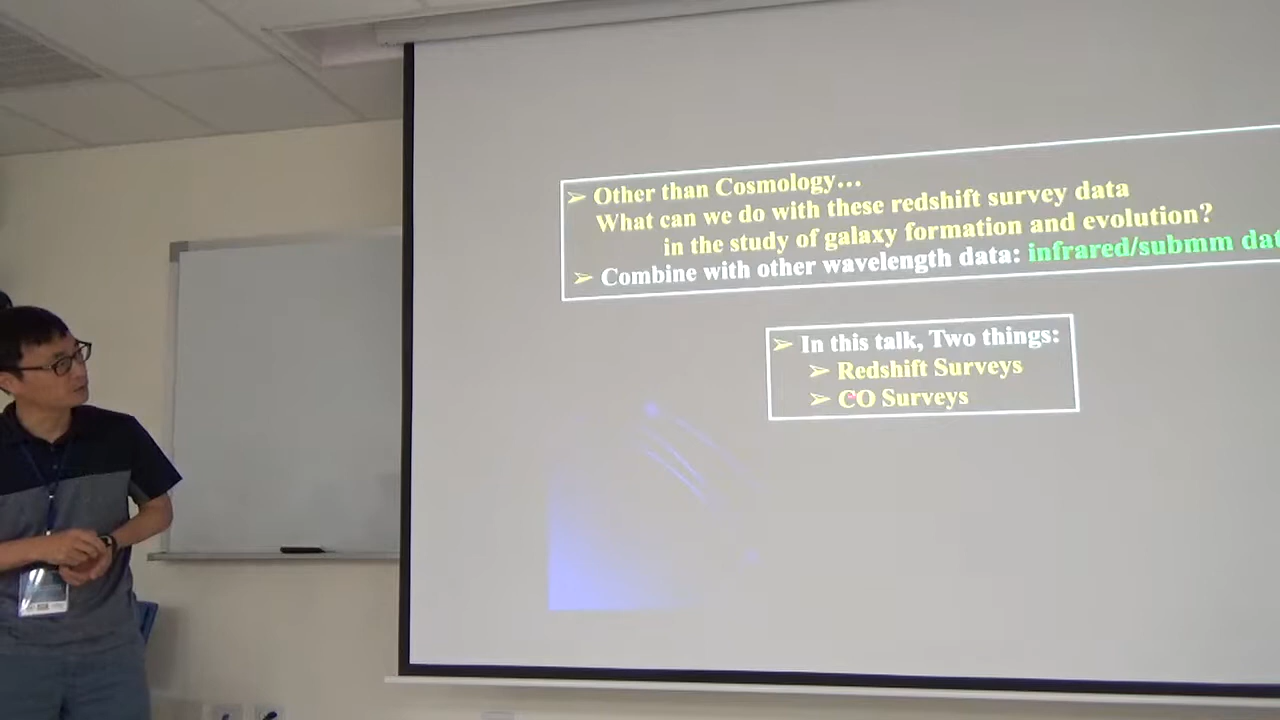 ➢ Other than Cosmology…
What can we do with these redshift survey data
in the study of galaxy formation and evolution?
➢ Combine with other wavelength data: infrared/submm dat
➢ In this talk, Two things:
➢ Redshift Surveys
➢ CO Surveys